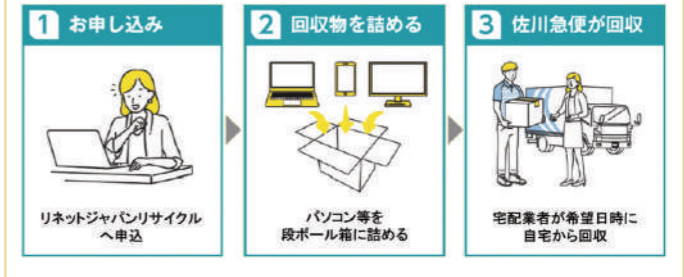 1 お申し込み
リネットジャパンリサイクル
へ申込
2 回収物を詰める
パソコン等を
段ボール箱に詰める
3 佐川急便が回収
宅配業者が希望日時に
自宅から回収